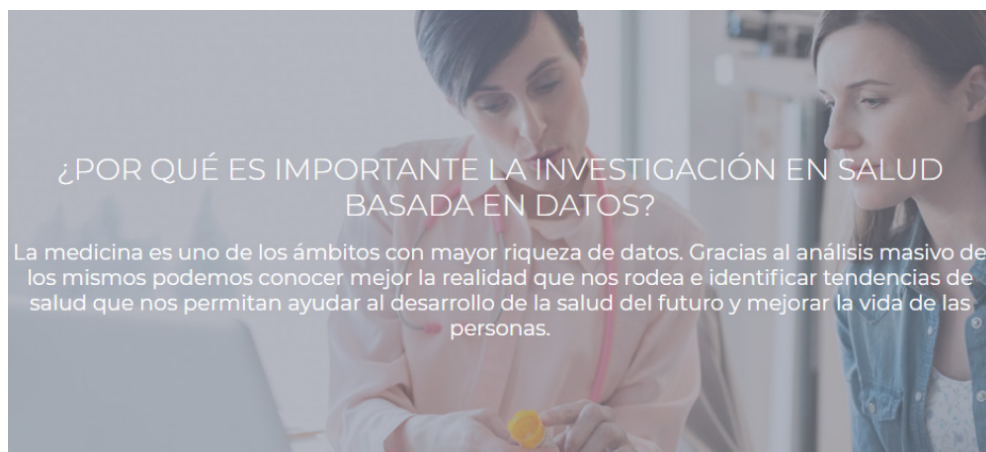 ¿POR QUÉ ES IMPORTANTE LA INVESTIGACIÓN EN SALUD
BASADA EN DATOS?
La medicina es uno de los ámbitos con mayor riqueza de datos. Gracias al análisis masivo de
los mismos podemos conocer mejor la realidad que nos rodea e identificar tendencias de
salud que nos permitan ayudar al desarrollo de la salud del futuro y mejorar la vida de las
personas.